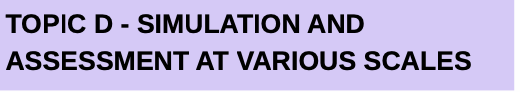 TOPIC D - SIMULATION AND
ASSESSMENT AT VARIOUS SCALES